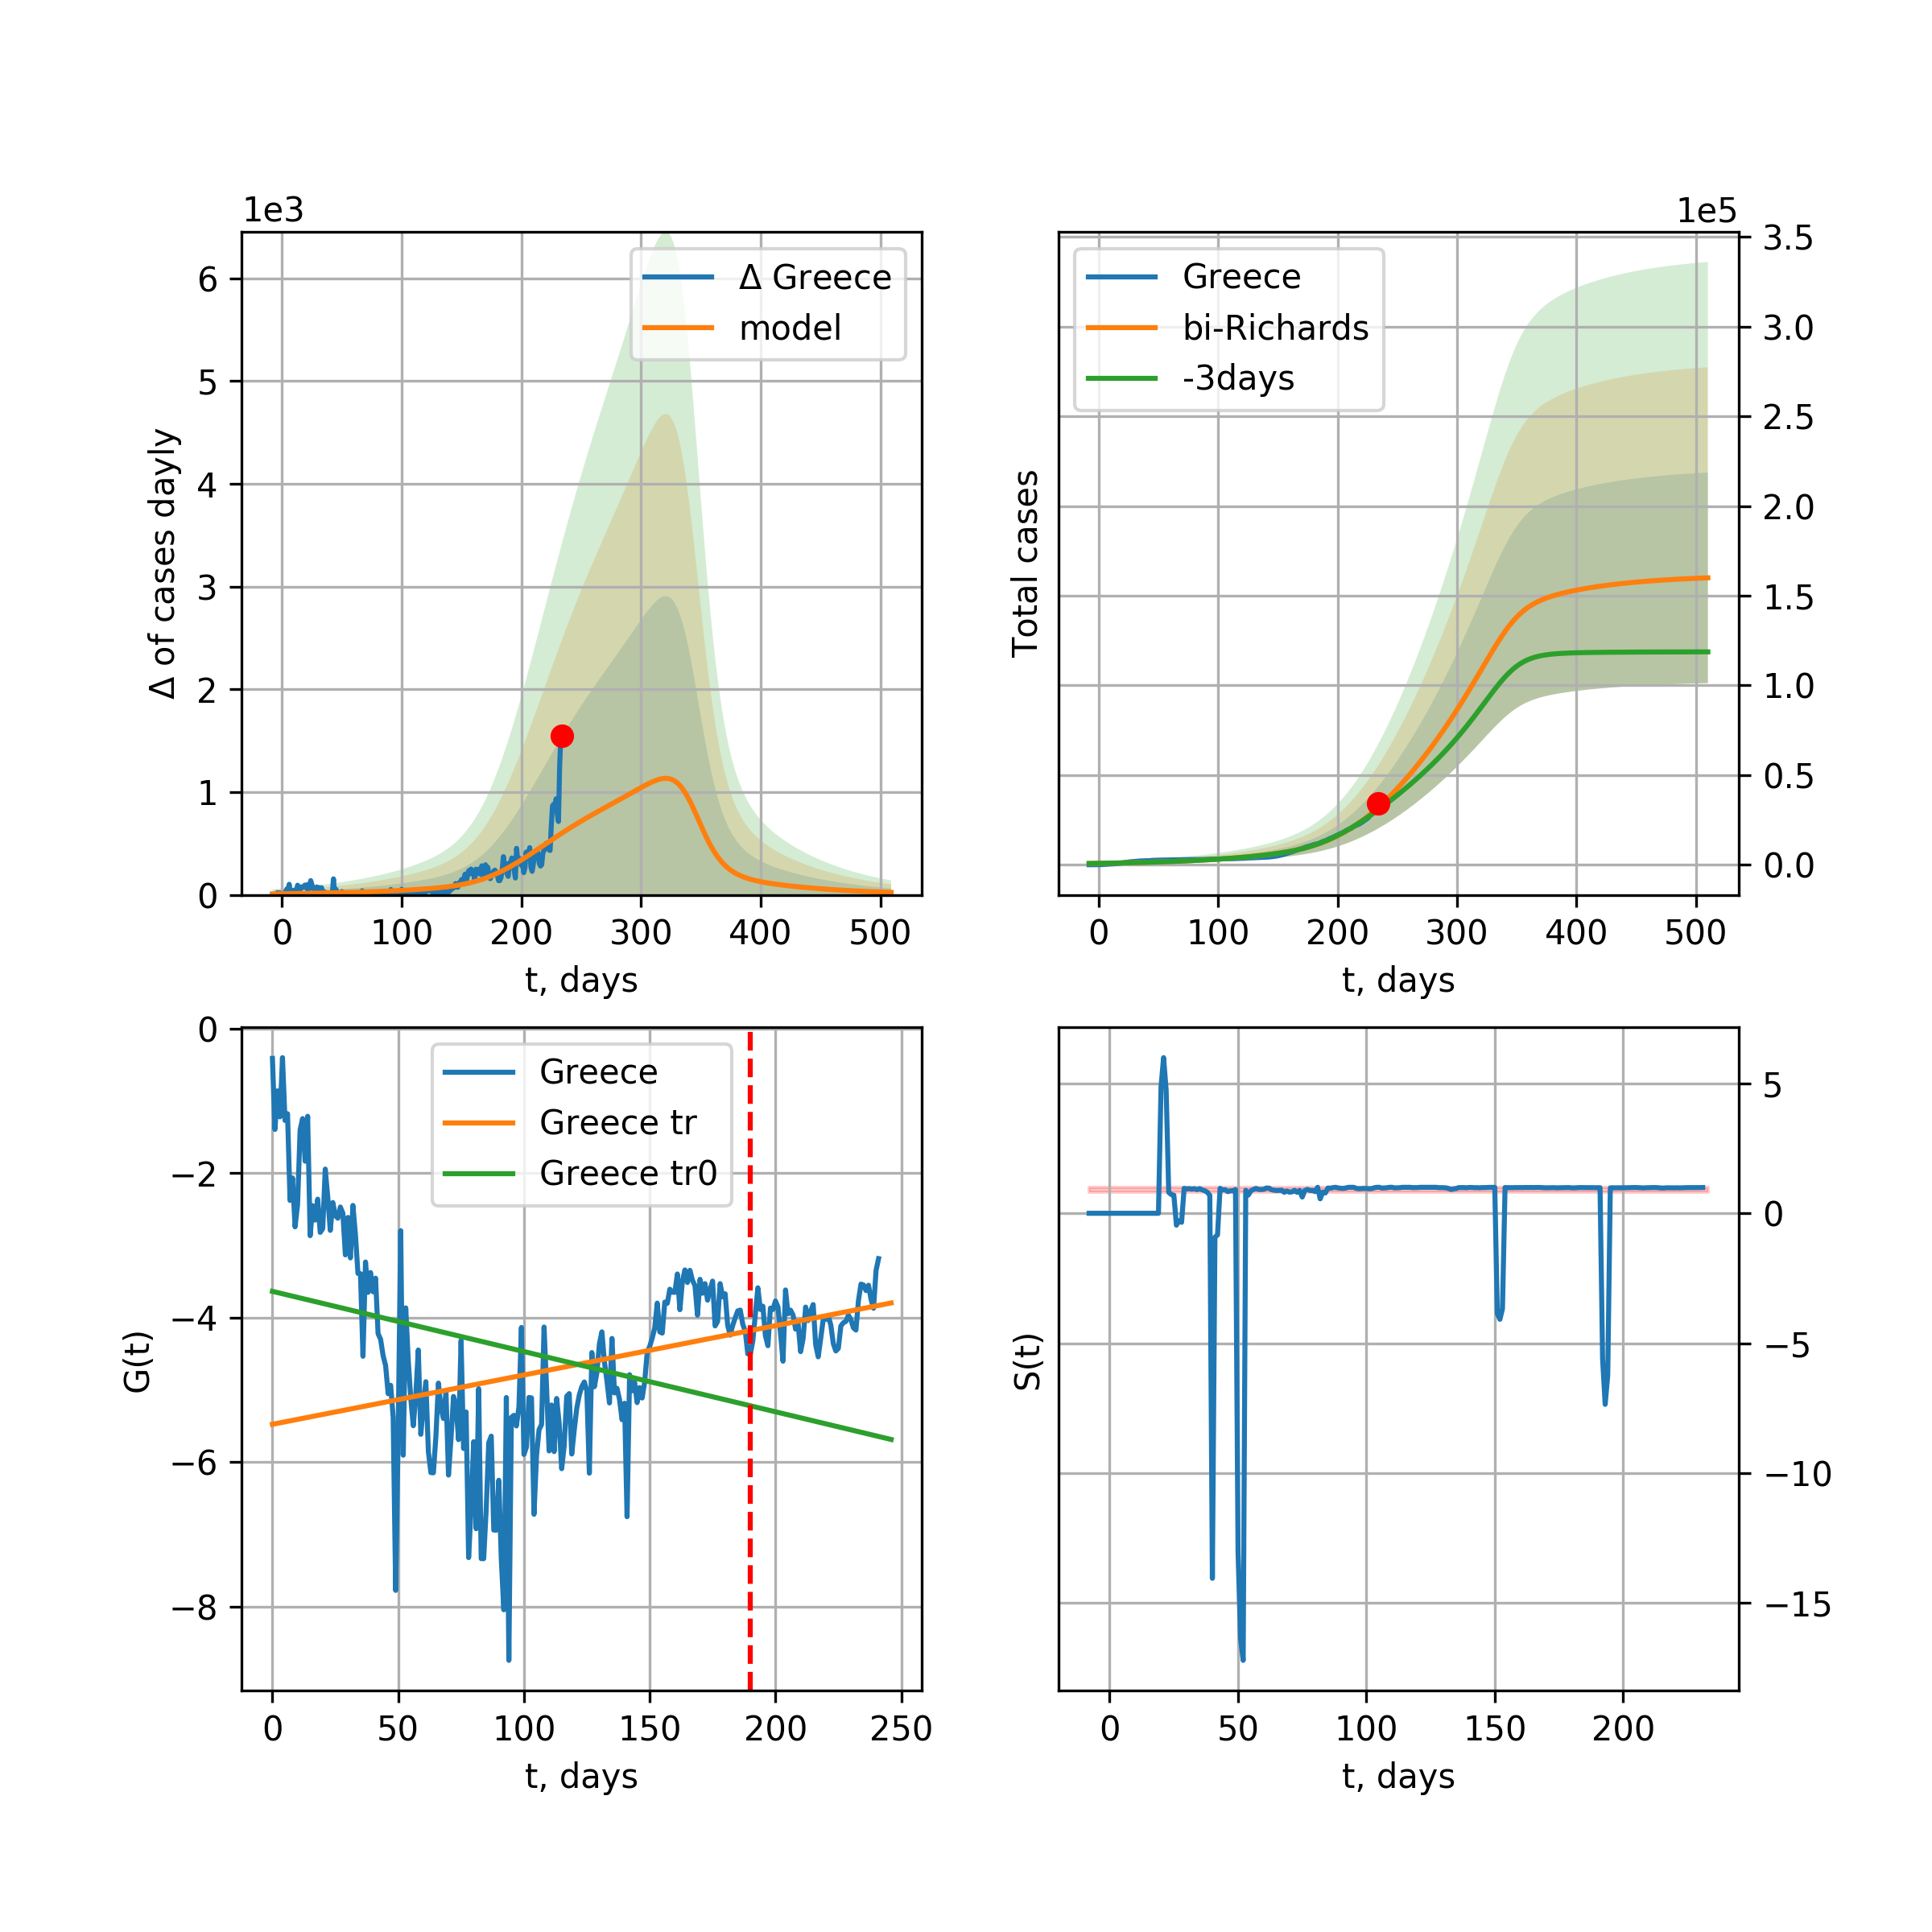 1e3
6
5
4
3
2
1
0
Δ of cases dayly
Δ Greece
model
0 100 200 300 400 500
t, days
1e5
3.5
3.0
2.5
2.0
1.5
1.0
0.5
0.0
Total cases
Greece
bi-Richards
-3days
0 100 200 300 400 500
t, days
0
−2
−4
−6
−8
G(t)
Greece
Greece tr
Greece tr0
0 50 100 150 200 250
t, days
5
0
−5
−10
−15
S(t)
0 50 100 150 200
t, days